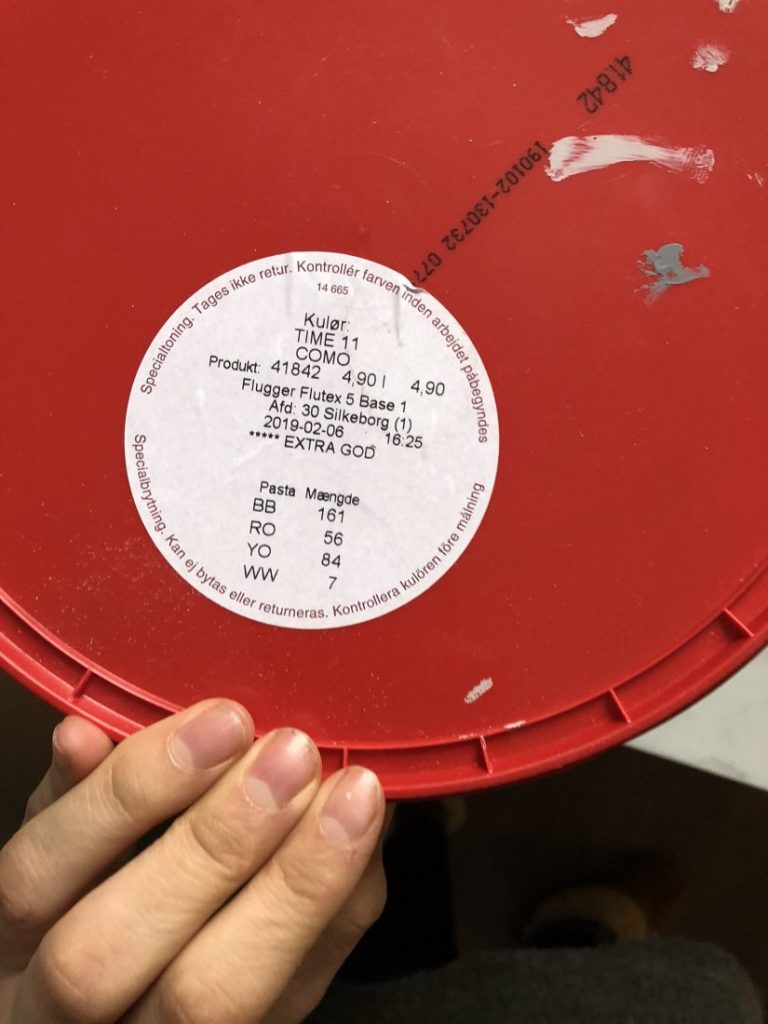 41842
190102-130732 077
Specialtoning. Tages ikke retur. Kontrollér farven inden arbejdet påbegyndes
14 665
Kulør:
TIME 11
COMO
Produkt: 41842 4,90 l 4,90
Flugger Flutex 5 Base 1
Afd: 30 Silkeborg (1)
2019-02-06 16:25
***** EXTRA GOD
Pasta Mængde
BB 161
RO 56
YO 84
WW 7
Specialbrytning. Kan ej bytas eller returneras. Kontrollera kulören före målning